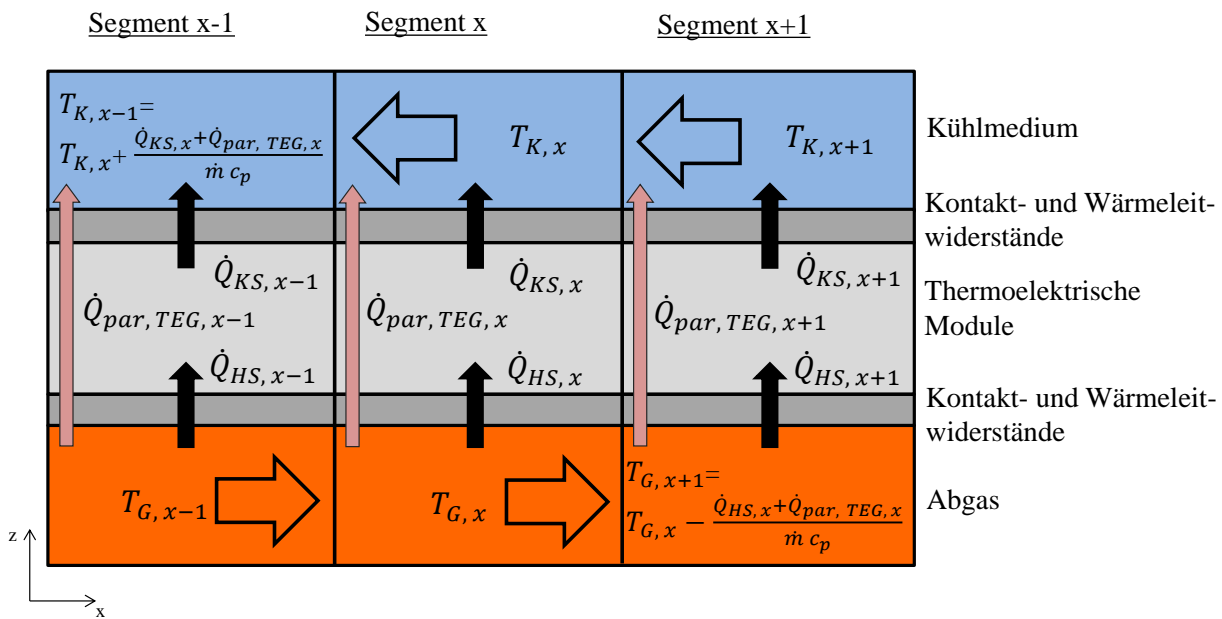 Segment x-1
Segment x
Segment x+1
T_{K, x−1}=
T_{K, x}+ \frac{Q̇_{KS, x}+Q̇_{par, TEG, x}}{ṁ c_p}
T_{K, x}
T_{K, x+1}
Kühlmedium
Kontakt- und Wärmeleit-
widerstände
Q̇_{KS, x−1}
Q̇_{KS, x}
Q̇_{KS, x+1}
Q̇_{par, TEG, x−1}
Q̇_{par, TEG, x}
Q̇_{par, TEG, x+1}
Thermoelektrische
Module
Q̇_{HS, x−1}
Q̇_{HS, x}
Q̇_{HS, x+1}
Kontakt- und Wärmeleit-
widerstände
T_{G, x−1}
T_{G, x}
T_{G, x+1}=
T_{G, x} − \frac{Q̇_{HS, x}+Q̇_{par, TEG, x}}{ṁ c_p}
Abgas
z
x